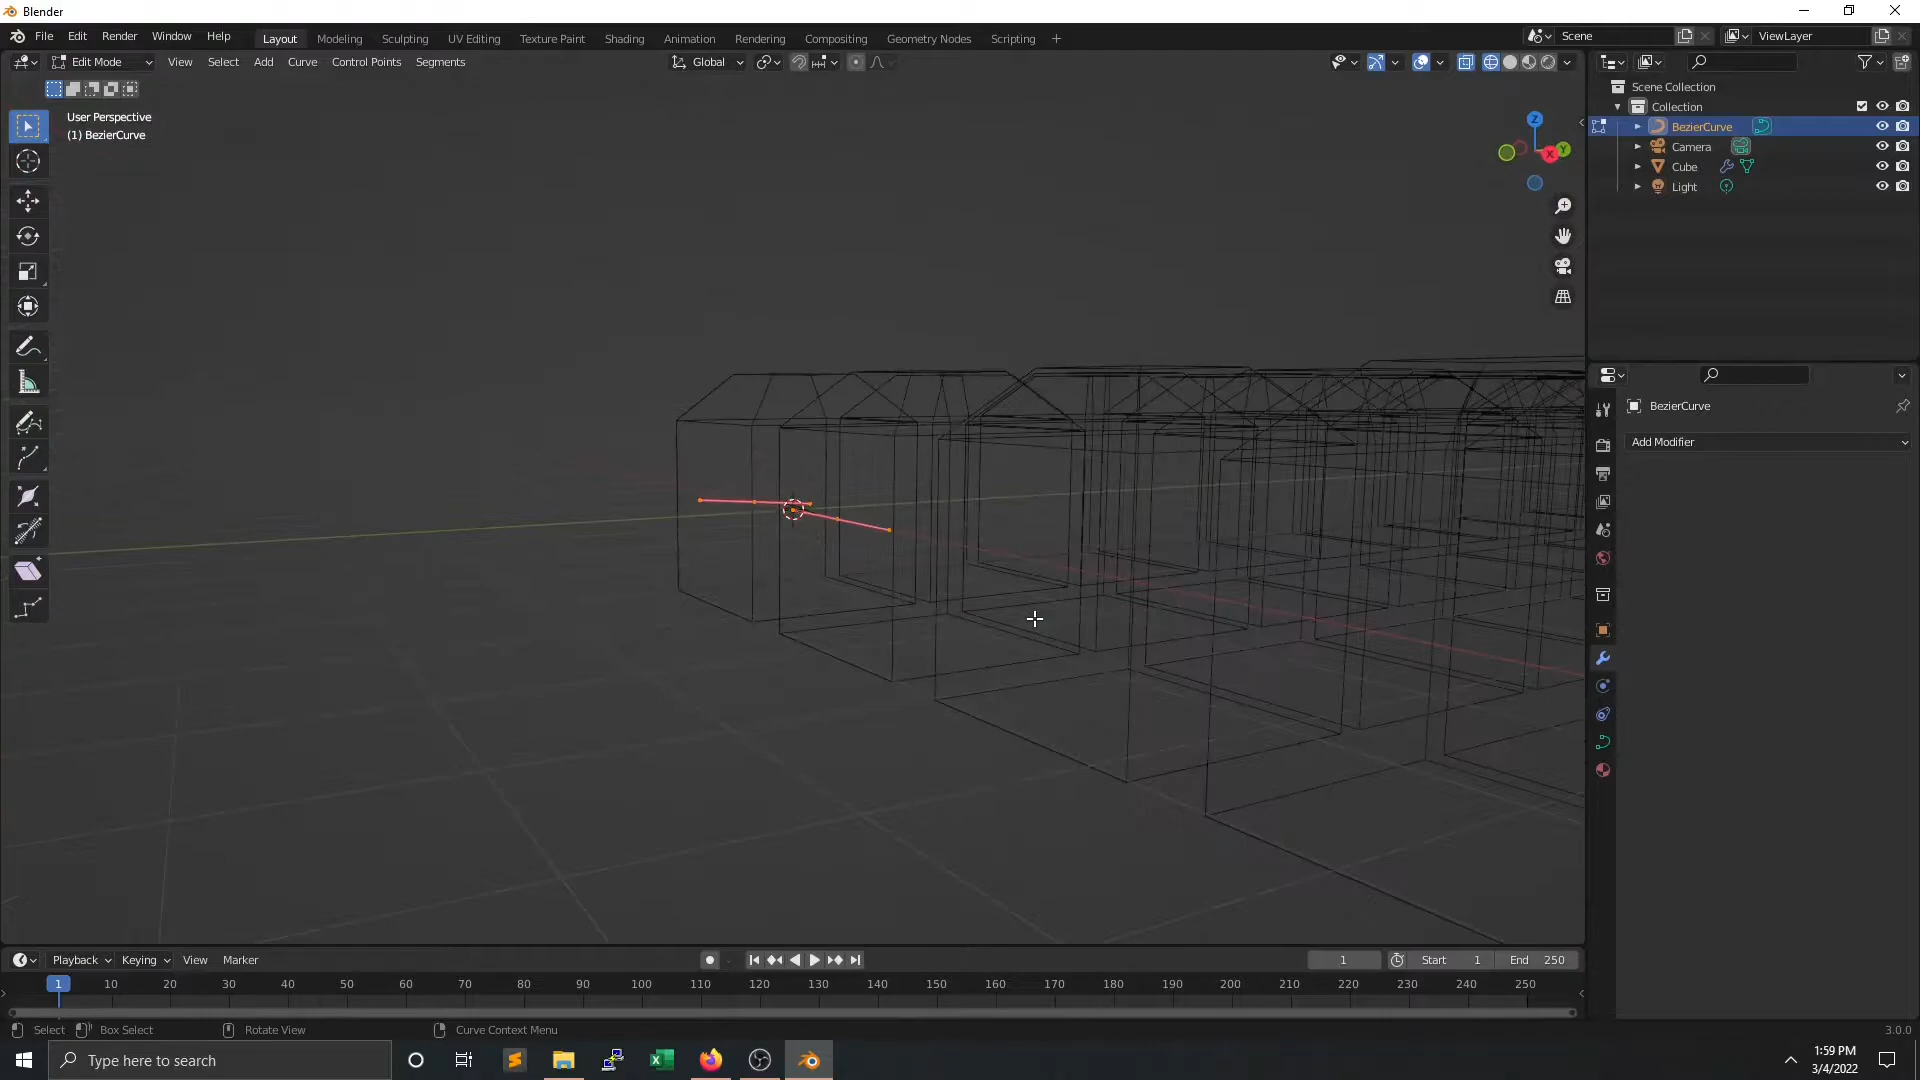 Blender
File Edit Render Window Help Layout Modeling Sculpting UV Editing Texture Paint Shading Animation Rendering Compositing Geometry Nodes Scripting + Scene ViewLayer
Edit Mode View Select Add Curve Control Points Segments Global
User Perspective
(1) BezierCurve
Z
Y
X
Scene Collection
Collection
BezierCurve
Camera
Cube
Light
BezierCurve
Add Modifier
Playback Keying View Marker 1 Start 1 End 250
1 10 20 30 40 50 60 70 80 90 100 110 120 130 140 150 160 170 180 190 200 210 220 230 240 250
Select Box Select Rotate View Curve Context Menu 3.0.0
Type here to search
1:59 PM
3/4/2022